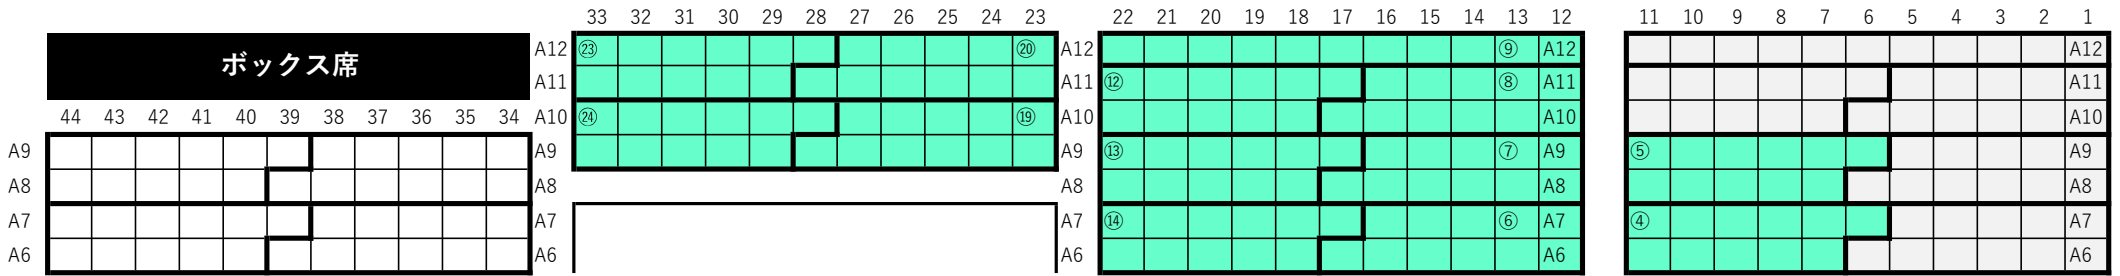 33 32 31 30 29 28 27 26 25 24 23 22 21 20 19 18 17 16 15 14 13 12 11 10 9 8 7 6 5 4 3 2 1
ボックス席
A12 ㉓ ⑳ A12 ⑨ A12 A12
A11 A11 ⑫ ⑧ A11 A11
44 43 42 41 40 39 38 37 36 35 34
A10 ㉔ ⑲ A10 A10 A10
A9 A9 A9 ⑬ ⑦ A9 ⑤ A9
A8 A8 A8 A8 A8
A7 A7 A7 ⑭ ⑥ A7 ④ A7
A6 A6 A6 A6 A6